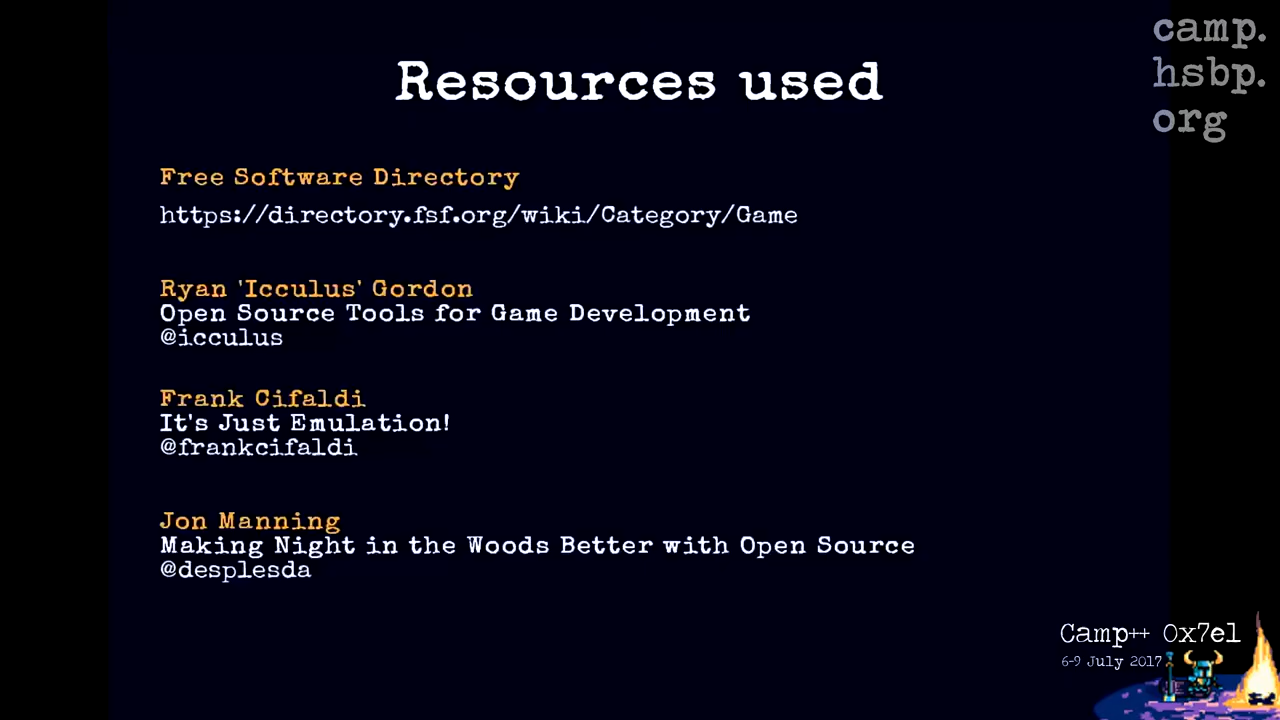 camp.
hsbp.
org
Resources used
Free Software Directory
https://directory.fsf.org/wiki/Category/Game
Ryan 'Icculus' Gordon
Open Source Tools for Game Development
@icculus
Frank Cifaldi
It's Just Emulation!
@frankcifaldi
Jon Manning
Making Night in the Woods Better with Open Source
@desplesda
Camp++ 0x7e1
6-9 July 2017